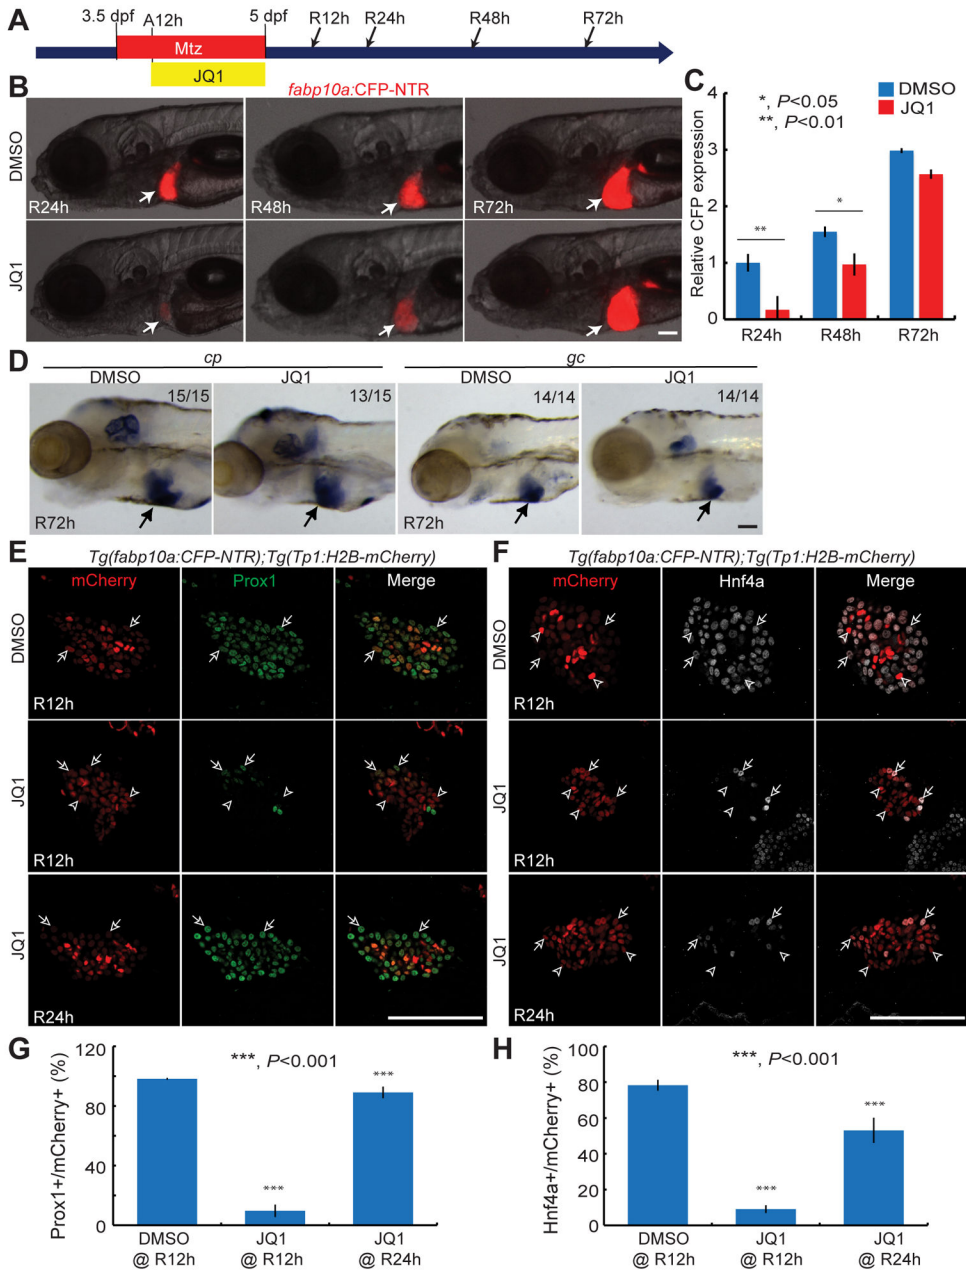 A
3.5 dpf
A12h
5 dpf
R12h
R24h
R48h
R72h
Mtz
JQ1
B
fabp10a:CFP-NTR
DMSO
R24h
R48h
R72h
JQ1
C
*, P<0.05
**, P<0.01
DMSO
JQ1
Relative CFP expression
4
3
2
1
0
**
*
R24h
R48h
R72h
D
cp
gc
DMSO
JQ1
DMSO
JQ1
15/15
13/15
14/14
14/14
R72h
E
Tg(fabp10a:CFP-NTR);Tg(Tp1:H2B-mCherry)
mCherry
Prox1
Merge
DMSO
R12h
JQ1
R12h
JQ1
R24h
F
Tg(fabp10a:CFP-NTR);Tg(Tp1:H2B-mCherry)
mCherry
Hnf4a
Merge
DMSO
R12h
JQ1
R12h
JQ1
R24h
G
***, P<0.001
Prox1+/mCherry+ (%)
120
80
40
0
***
***
DMSO
@ R12h
JQ1
@ R12h
JQ1
@ R24h
H
***, P<0.001
Hnf4a+/mCherry+ (%)
100
80
60
40
20
0
***
***
DMSO
@ R12h
JQ1
@ R12h
JQ1
@ R24h